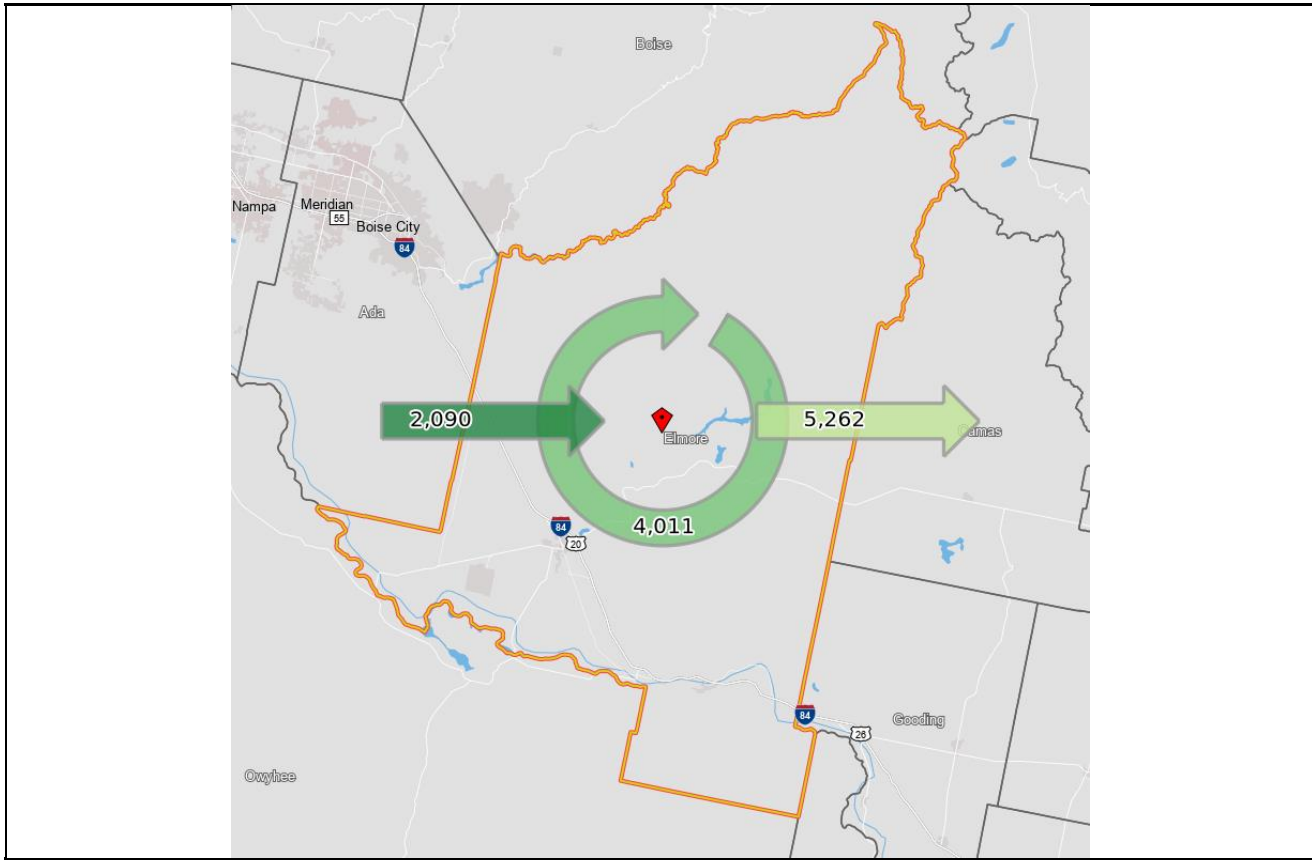 Boise
Nampa
Meridian
55
Boise City
84
Ada
2,090
5,262
Elmore
Camas
4,011
84
20
Gooding
84
26
Owyhee